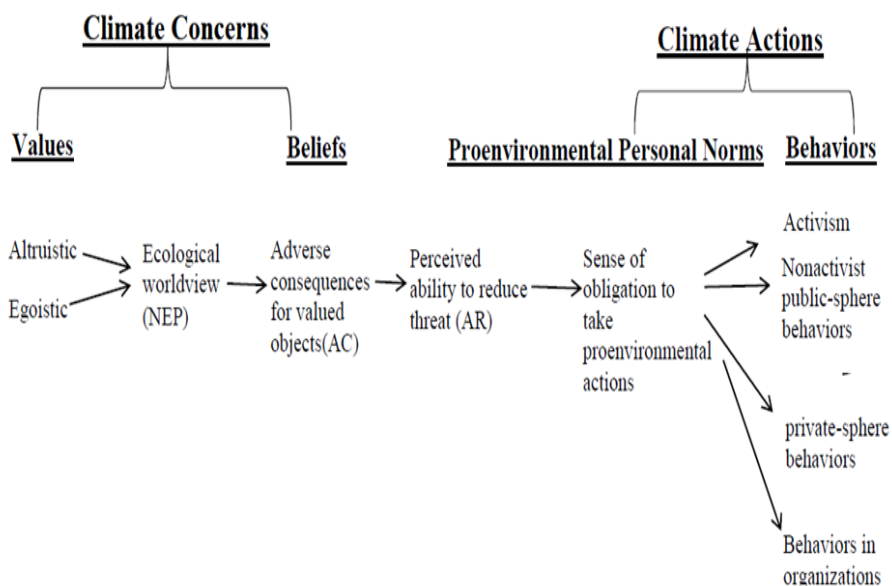 Climate Concerns
Climate Actions
Values
Beliefs
Proenvironmental Personal Norms
Behaviors
Altruistic
Egoistic
Ecological
worldview
(NEP)
Adverse
consequences
for valued
objects(AC)
Perceived
ability to reduce
threat (AR)
Sense of
obligation to
take
proenvironmental
actions
Activism
Nonactivist
public-sphere
behaviors
private-sphere
behaviors
Behaviors in
organizations